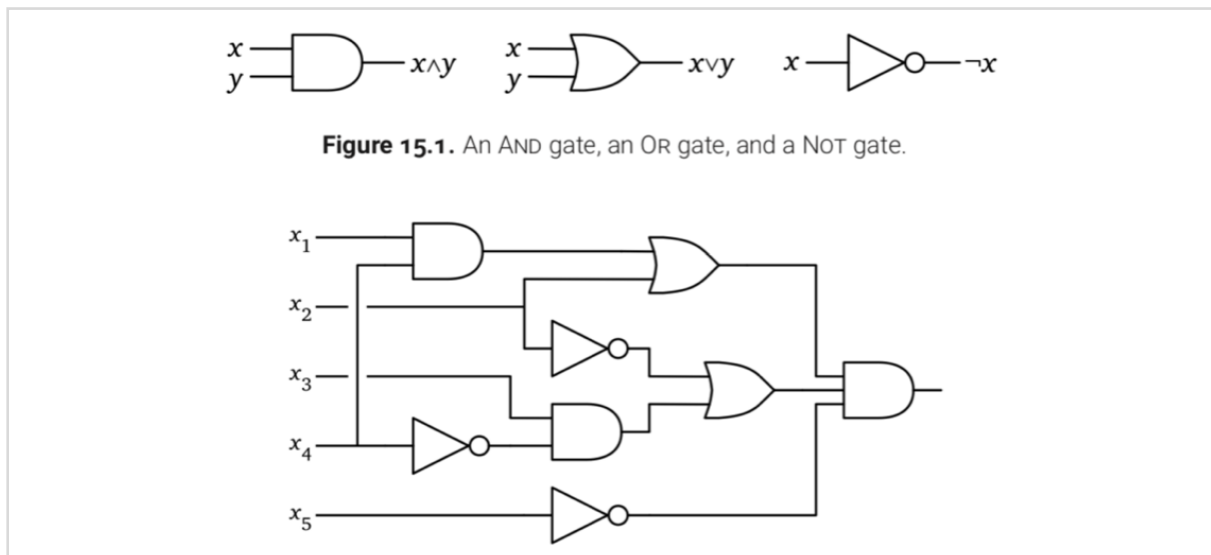 x x x
x∧y x∨y ¬x
y y
Figure 15.1. An AND gate, an OR gate, and a NOT gate.
x₁
x₂
x₃
x₄
x₅